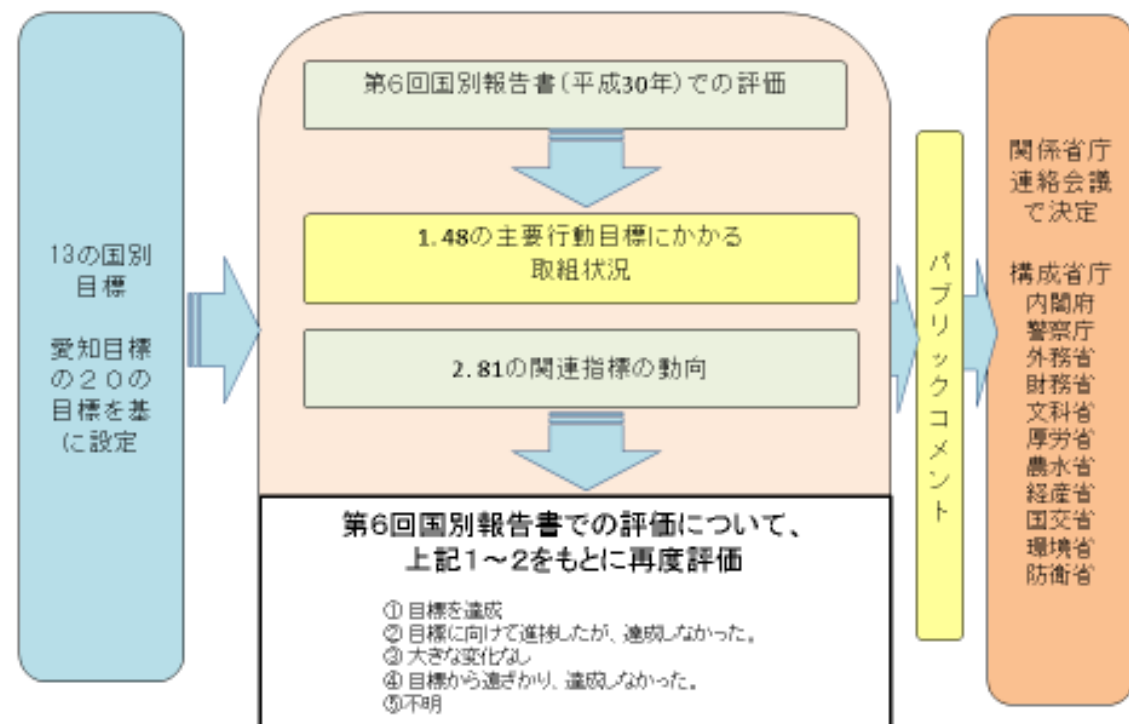 13の国別
目標
愛知目標
の２０の
目標を基
に設定
第6回国別報告書(平成30年)での評価
1.48の主要行動目標にかかる
取組状況
2.81の関連指標の動向
第6回国別報告書での評価について、
上記１～２をもとに再度評価
① 目標を達成
② 目標に向けて進捗したが、達成しなかった。
③ 大きな変化なし
④ 目標から遠ざかり、達成しなかった。
⑤不明
パブリックコメント
関係省庁
連絡会議
で決定
構成省庁
内閣府
警察庁
外務省
財務省
文科省
厚労省
農水省
経産省
国交省
環境省
防衛省